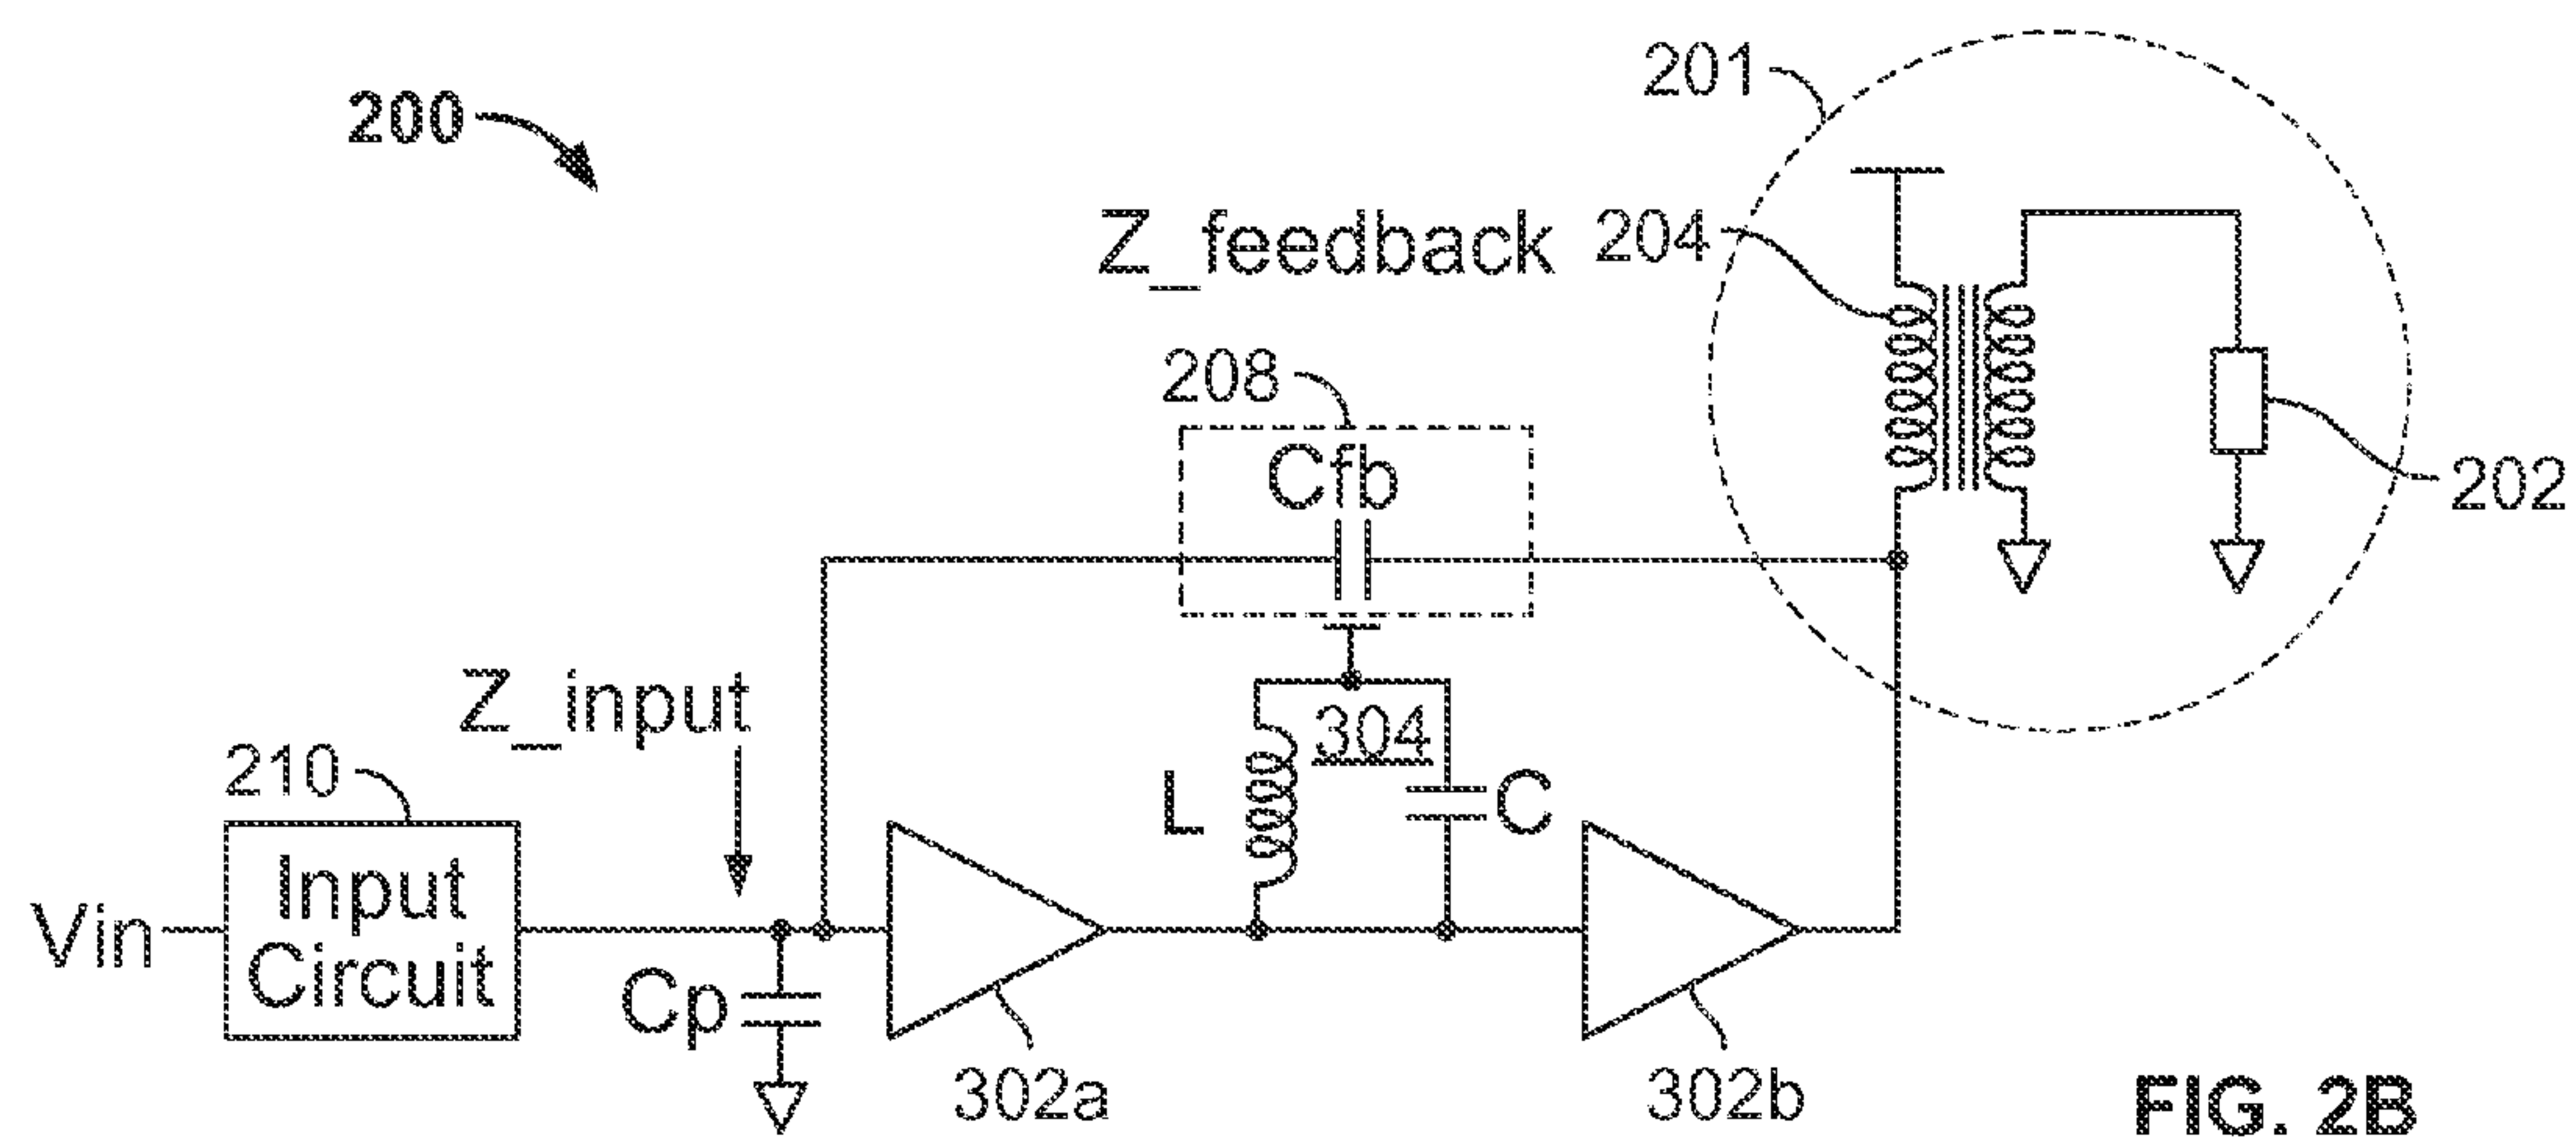 201
200
Z_feedback
204
208
Cfb
202
Z_input
304
210
L
C
Vin
Input
Circuit
Cp
302a
302b
FIG. 2B